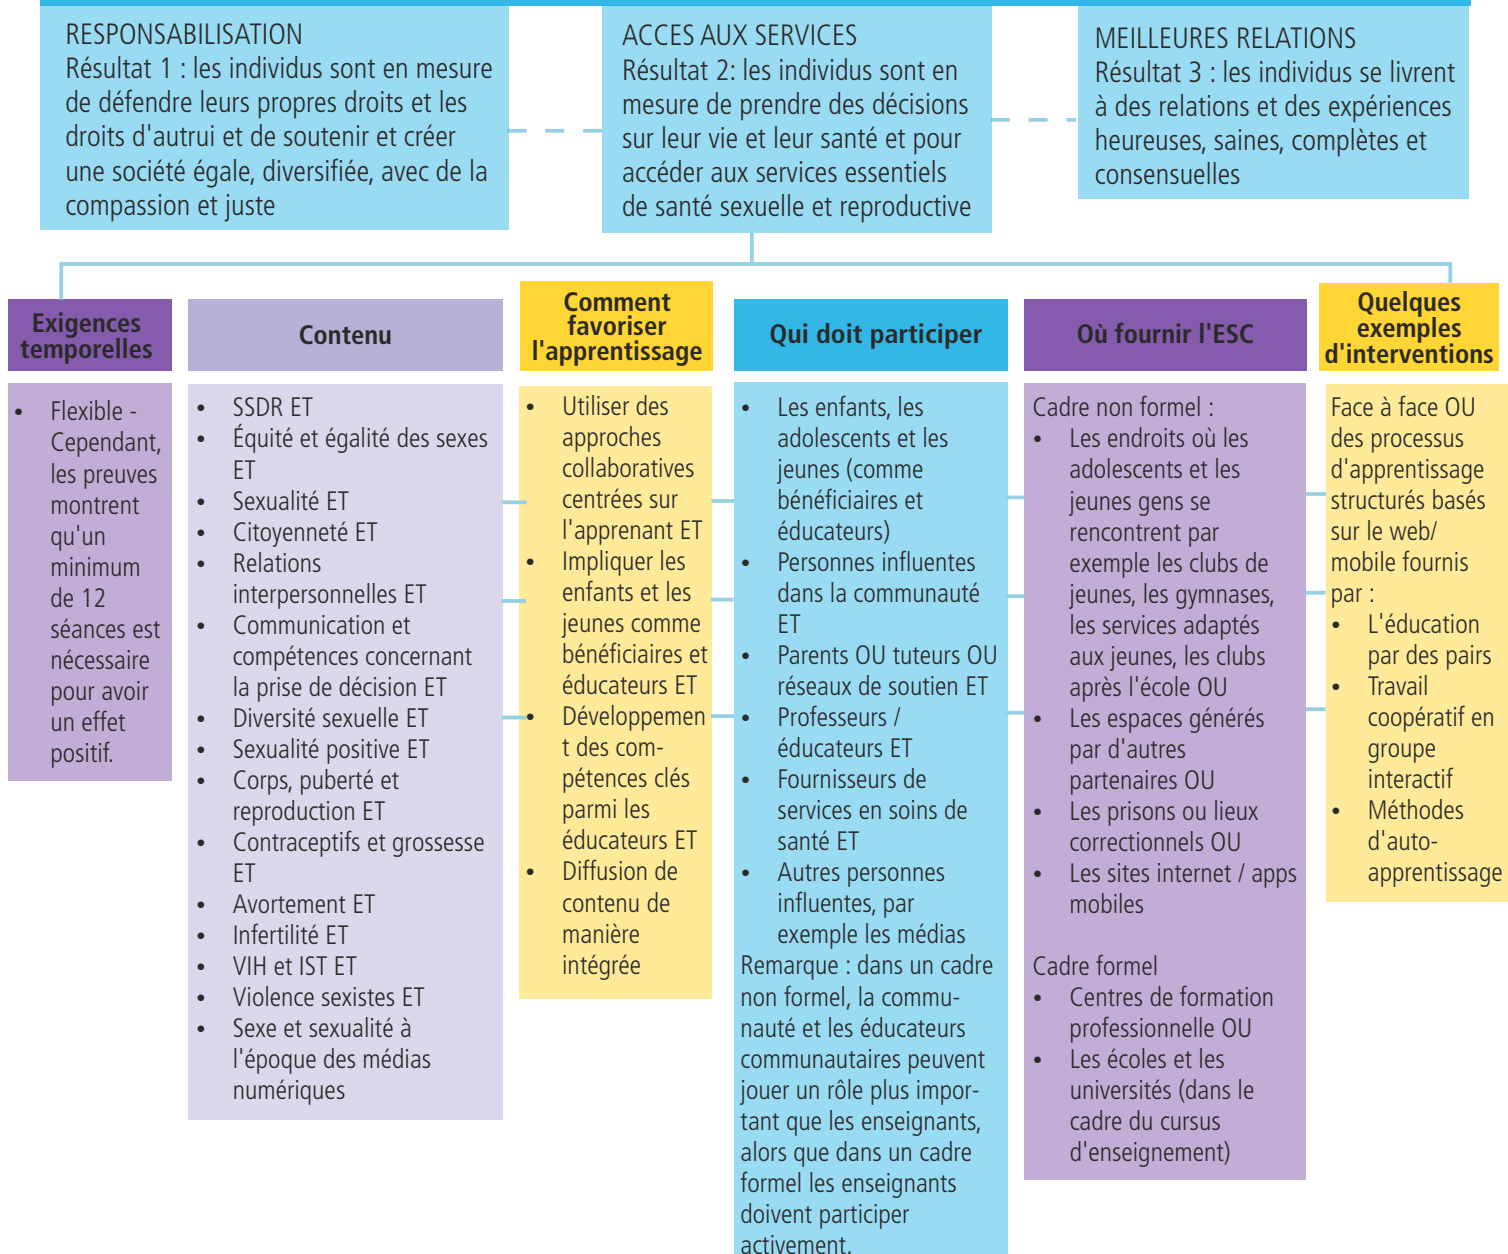 RESPONSABILISATION
Résultat 1 : les individus sont en mesure
de défendre leurs propres droits et les
droits d'autrui et de soutenir et créer
une société égale, diversifiée, avec de la
compassion et juste
ACCES AUX SERVICES
Résultat 2: les individus sont en
mesure de prendre des décisions
sur leur vie et leur santé et pour
accéder aux services essentiels
de santé sexuelle et reproductive
MEILLEURES RELATIONS
Résultat 3 : les individus se livrent
à des relations et des expériences
heureuses, saines, complètes et
consensuelles
Exigences
temporelles
• Flexible -
Cependant,
les preuves
montrent
qu'un
minimum
de 12
séances est
nécessaire
pour avoir
un effet
positif.
Contenu
• SSDR ET
• Équité et égalité des sexes
ET
• Sexualité ET
• Citoyenneté ET
• Relations
interpersonnelles ET
• Communication et
compétences concernant
la prise de décision ET
• Diversité sexuelle ET
• Sexualité positive ET
• Corps, puberté et
reproduction ET
• Contraceptifs et grossesse
ET
• Avortement ET
• Infertilité ET
• VIH et IST ET
• Violence sexistes ET
• Sexe et sexualité à
l'époque des médias
numériques
Comment
favoriser
l'apprentissage
• Utiliser des
approches
collaboratives
centrées sur
l'apprenant ET
• Impliquer les
enfants et les
jeunes comme
bénéficiaires et
éducateurs ET
• Développemen
t des com-
pétences clés
parmi les
éducateurs ET
• Diffusion de
contenu de
manière
intégrée
Qui doit participer
• Les enfants, les
adolescents et les
jeunes (comme
bénéficiaires et
éducateurs)
• Personnes influentes
dans la communauté
ET
• Parents OU tuteurs OU
réseaux de soutien ET
• Professeurs /
éducateurs ET
• Fournisseurs de
services en soins de
santé ET
• Autres personnes
influentes, par
exemple les médias
Remarque : dans un cadre
non formel, la commu-
nauté et les éducateurs
communautaires peuvent
jouer un rôle plus impor-
tant que les enseignants,
alors que dans un cadre
formel les enseignants
doivent participer
activement.
Où fournir l'ESC
Cadre non formel :
• Les endroits où les
adolescents et les
jeunes gens se
rencontrent par
exemple les clubs de
jeunes, les gymnases,
les services adaptés
aux jeunes, les clubs
après l'école OU
• Les espaces générés
par d'autres
partenaires OU
• Les prisons ou lieux
correctionnels OU
• Les sites internet / apps
mobiles
Cadre formel
• Centres de formation
professionnelle OU
• Les écoles et les
universités (dans le
cadre du cursus
d'enseignement)
Quelques
exemples
d'interventions
Face à face OU
des processus
d'apprentissage
structurés basés
sur le web/
mobile fournis
par :
• L'éducation
par des pairs
• Travail
coopératif en
groupe
interactif
• Méthodes
d'auto-
apprentissage